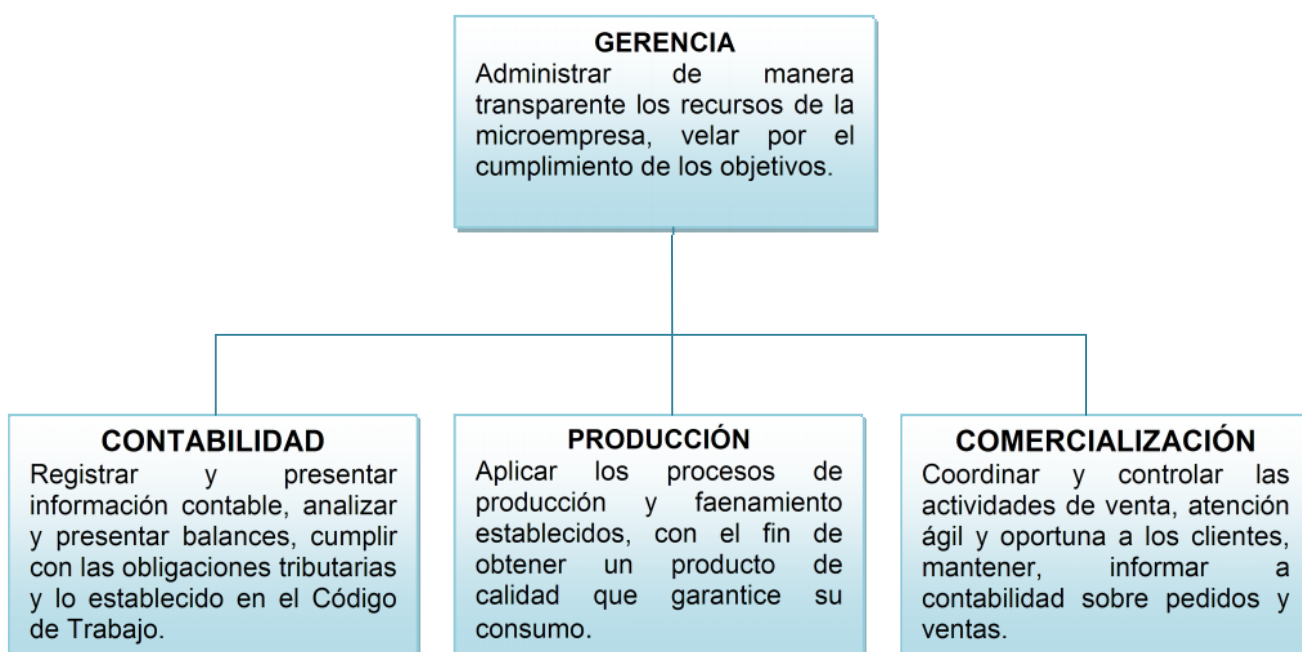 GERENCIA
Administrar de manera
transparente los recursos de la
microempresa, velar por el
cumplimiento de los objetivos.
CONTABILIDAD
Registrar y presentar
información contable, analizar
y presentar balances, cumplir
con las obligaciones tributarias
y lo establecido en el Código
de Trabajo.
PRODUCCIÓN
Aplicar los procesos de
producción y faenamiento
establecidos, con el fin de
obtener un producto de
calidad que garantice su
consumo.
COMERCIALIZACIÓN
Coordinar y controlar las
actividades de venta, atención
ágil y oportuna a los clientes,
mantener, informar a
contabilidad sobre pedidos y
ventas.